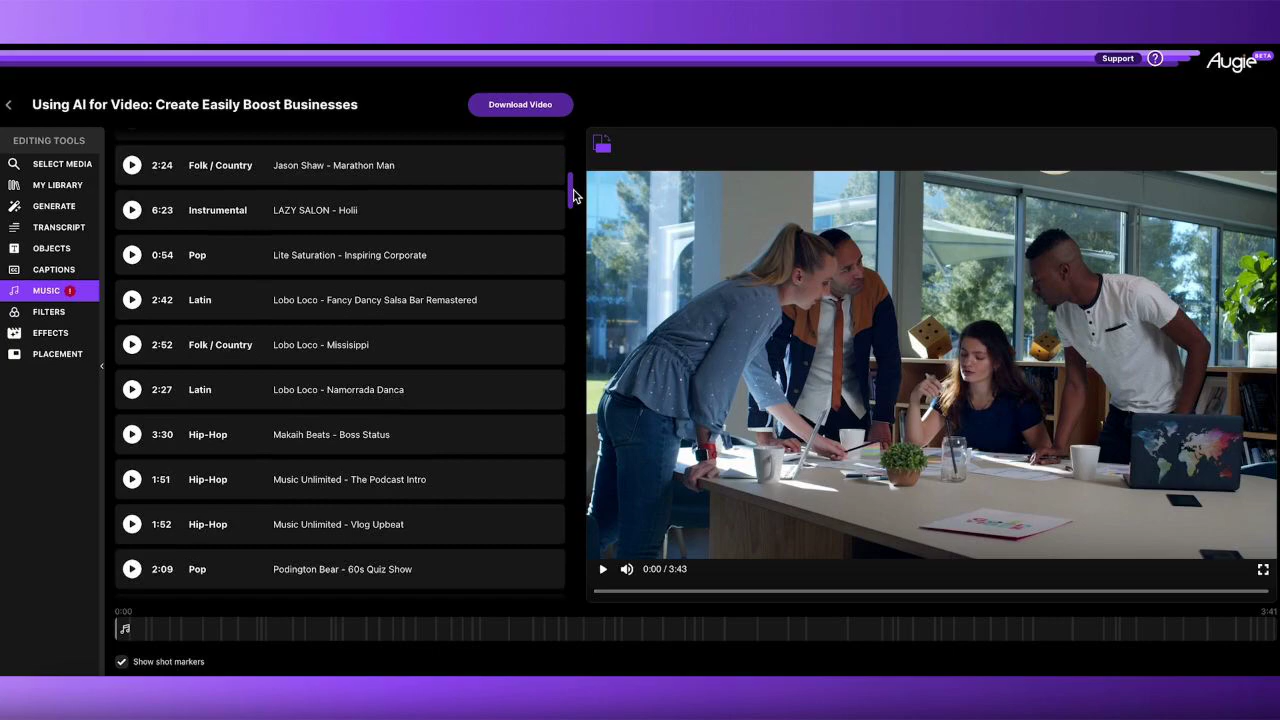 Support ?
Augie BETA
Using AI for Video: Create Easily Boost Businesses
Download Video
EDITING TOOLS
SELECT MEDIA
MY LIBRARY
GENERATE
TRANSCRIPT
T OBJECTS
CC CAPTIONS
MUSIC !
FILTERS
EFFECTS
PLACEMENT
2:24 Folk / Country Jason Shaw - Marathon Man
6:23 Instrumental LAZY SALON - Holii
0:54 Pop Lite Saturation - Inspiring Corporate
2:42 Latin Lobo Loco - Fancy Dancy Salsa Bar Remastered
2:52 Folk / Country Lobo Loco - Missisippi
2:27 Latin Lobo Loco - Namorrada Danca
3:30 Hip-Hop Makaih Beats - Boss Status
1:51 Hip-Hop Music Unlimited - The Podcast Intro
1:52 Hip-Hop Music Unlimited - Vlog Upbeat
2:09 Pop Podington Bear - 60s Quiz Show
0:00 / 3:43
0:00
3:41
Show shot markers